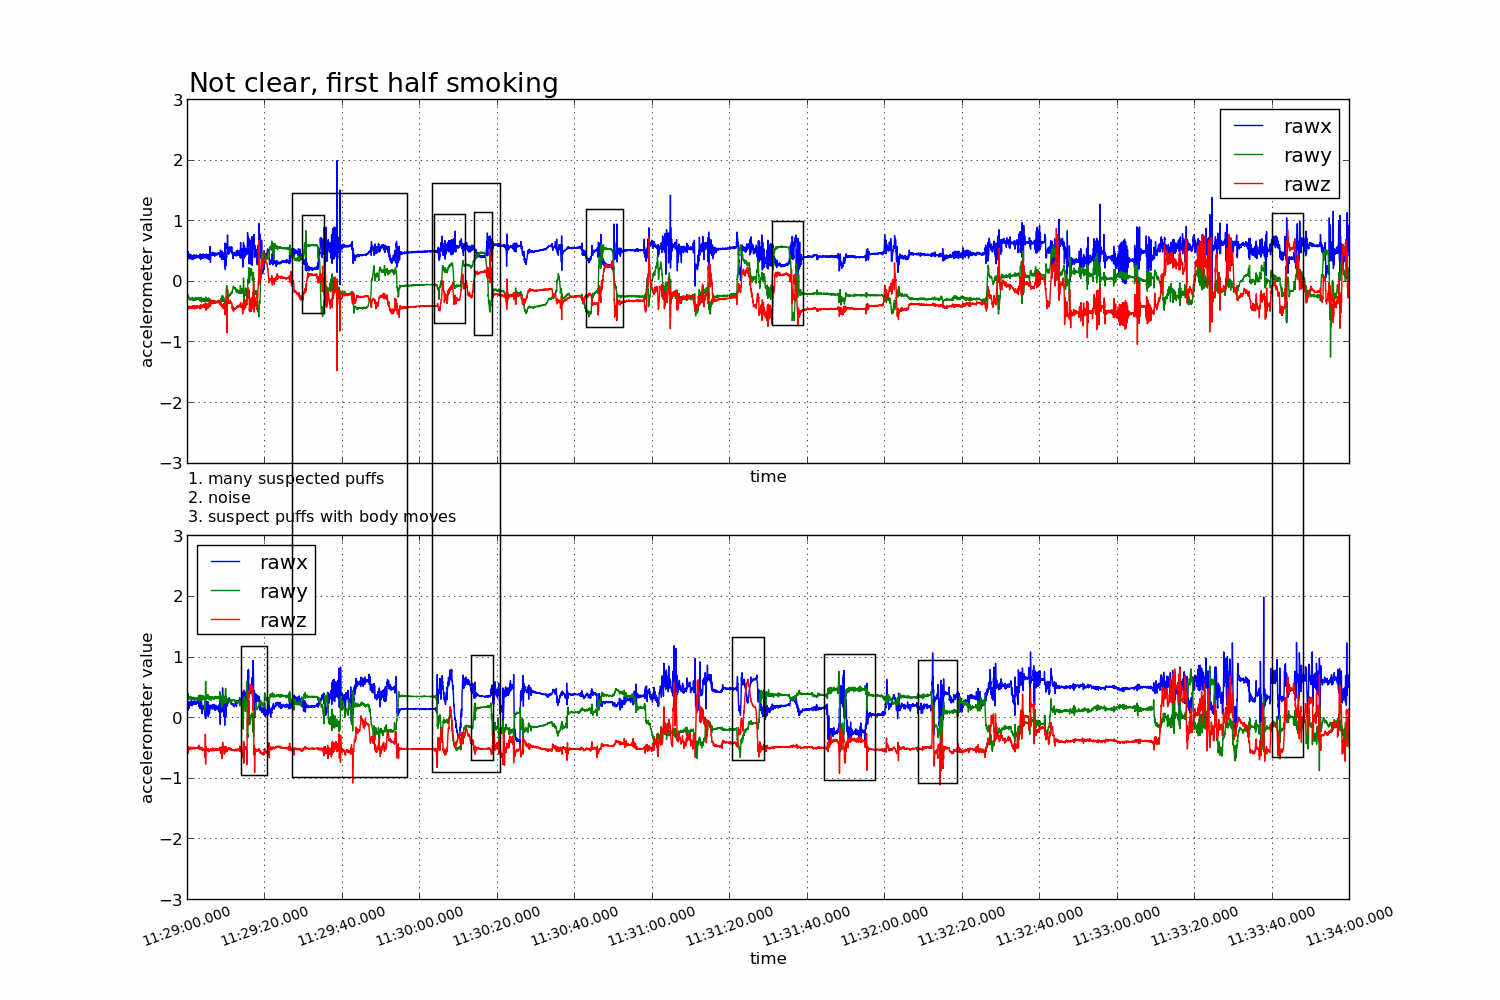 Not clear, first half smoking
3
2
1
0
−1
−2
−3
accelerometer value
rawx
rawy
rawz
time
1. many suspected puffs
2. noise
3. suspect puffs with body moves
3
2
1
0
−1
−2
−3
accelerometer value
rawx
rawy
rawz
11:29:00.000 11:29:20.000 11:29:40.000 11:30:00.000 11:30:20.000 11:30:40.000 11:31:00.000 11:31:20.000 11:31:40.000 11:32:00.000 11:32:20.000 11:32:40.000 11:33:00.000 11:33:20.000 11:33:40.000 11:34:00.000
time